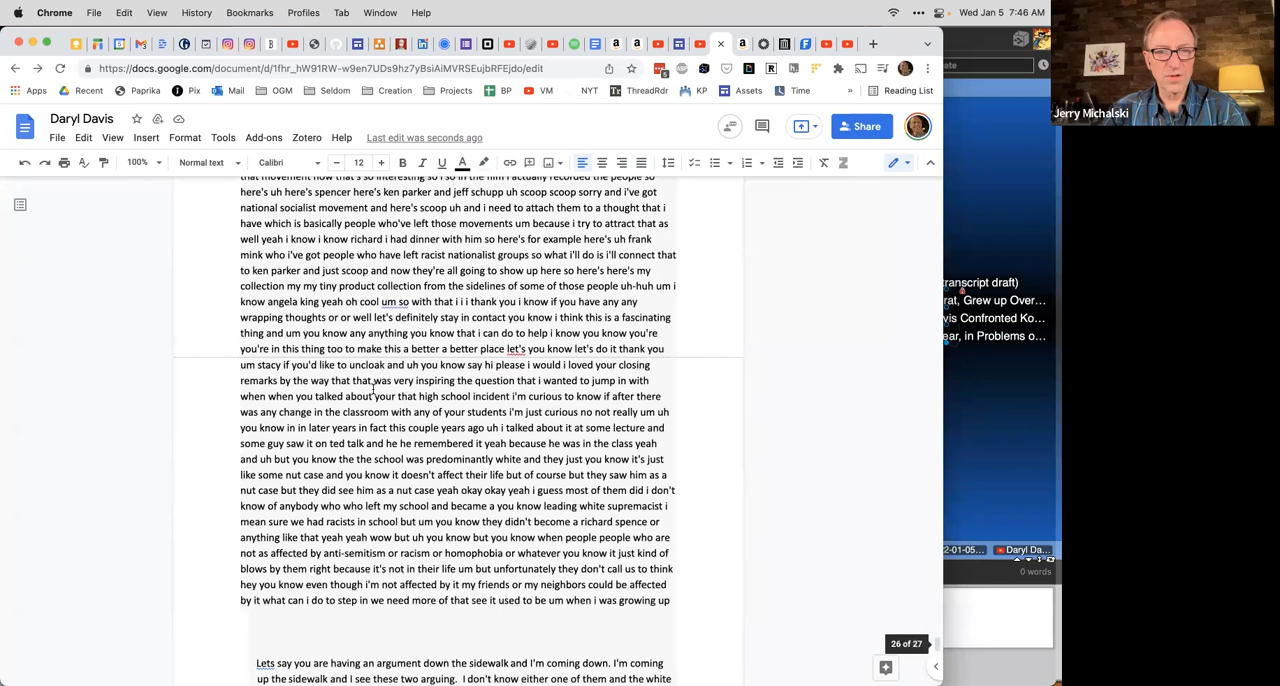 Chrome File Edit View History Bookmarks Profiles Tab Window Help
Wed Jan 5 7:46 AM
https://docs.google.com/document/d/1fhr_hW91RW-w9en7UDs9hz7yBsiAiMVRSEujbRFEjdo/edit
Apps Recent Paprika Pix Mail OGM Seldom Creation Projects BP VM NYT ThreadRdr KP Assets Time » Reading List
Daryl Davis
File Edit View Insert Format Tools Add-ons Zotero Help Last edit was seconds ago
Share
100% Normal text Calibri 12
that movement now that's so interesting so i so in the film i actually recorded the people so
here's uh here's spencer here's ken parker and jeff schupp uh scoop scoop sorry and i've got
national socialist movement and here's scoop uh and i need to attach them to a thought that i
have which is basically people who've left those movements um because i try to attract that as
well yeah i know i know richard i had dinner with him so here's for example here's uh frank
mink who i've got people who have left racist nationalist groups so what i'll do is i'll connect that
to ken parker and just scoop and now they're all going to show up here so here's here's my
collection my my tiny product collection from the sidelines of some of those people uh-huh um i
know angela king yeah oh cool um so with that i i i thank you i know if you have any any
wrapping thoughts or or well let's definitely stay in contact you know i think this is a fascinating
thing and um you know any anything you know that i can do to help i know you know you're
you're in this thing too to make this a better a better place let's you know let's do it thank you
um stacy if you'd like to uncloak and uh you know say hi please i would i loved your closing
remarks by the way that that was very inspiring the question that i wanted to jump in with
when when you talked about your that high school incident i'm curious to know if after there
was any change in the classroom with any of your students i'm just curious no not really um uh
you know in in later years in fact this couple years ago uh i talked about it at some lecture and
some guy saw it on ted talk and he he remembered it yeah because he was in the class yeah
and uh but you know the the school was predominantly white and they just you know it's just
like some nut case and you know it doesn't affect their life but of course but they saw him as a
nut case but they did see him as a nut case yeah okay okay yeah i guess most of them did i don't
know of anybody who who left my school and became a you know leading white supremacist i
mean sure we had racists in school but um you know they didn't become a richard spence or
anything like that yeah yeah wow but uh you know but you know when people people who are
not as affected by anti-semitism or racism or homophobia or whatever you know it just kind of
blows by them right because it's not in their life um but unfortunately they don't call us to think
hey you know even though i'm not affected by it my friends or my neighbors could be affected
by it what can i do to step in we need more of that see it used to be um when i was growing up
Lets say you are having an argument down the sidewalk and I'm coming down. I'm coming
up the sidewalk and I see these two arguing. I don't know either one of them and the white
26 of 27
Jerry Michalski
transcript draft)
rat, Grew up Over...
vis Confronted Ko...
ear, in Problems o...
2-01-05... Daryl Da...
0 words